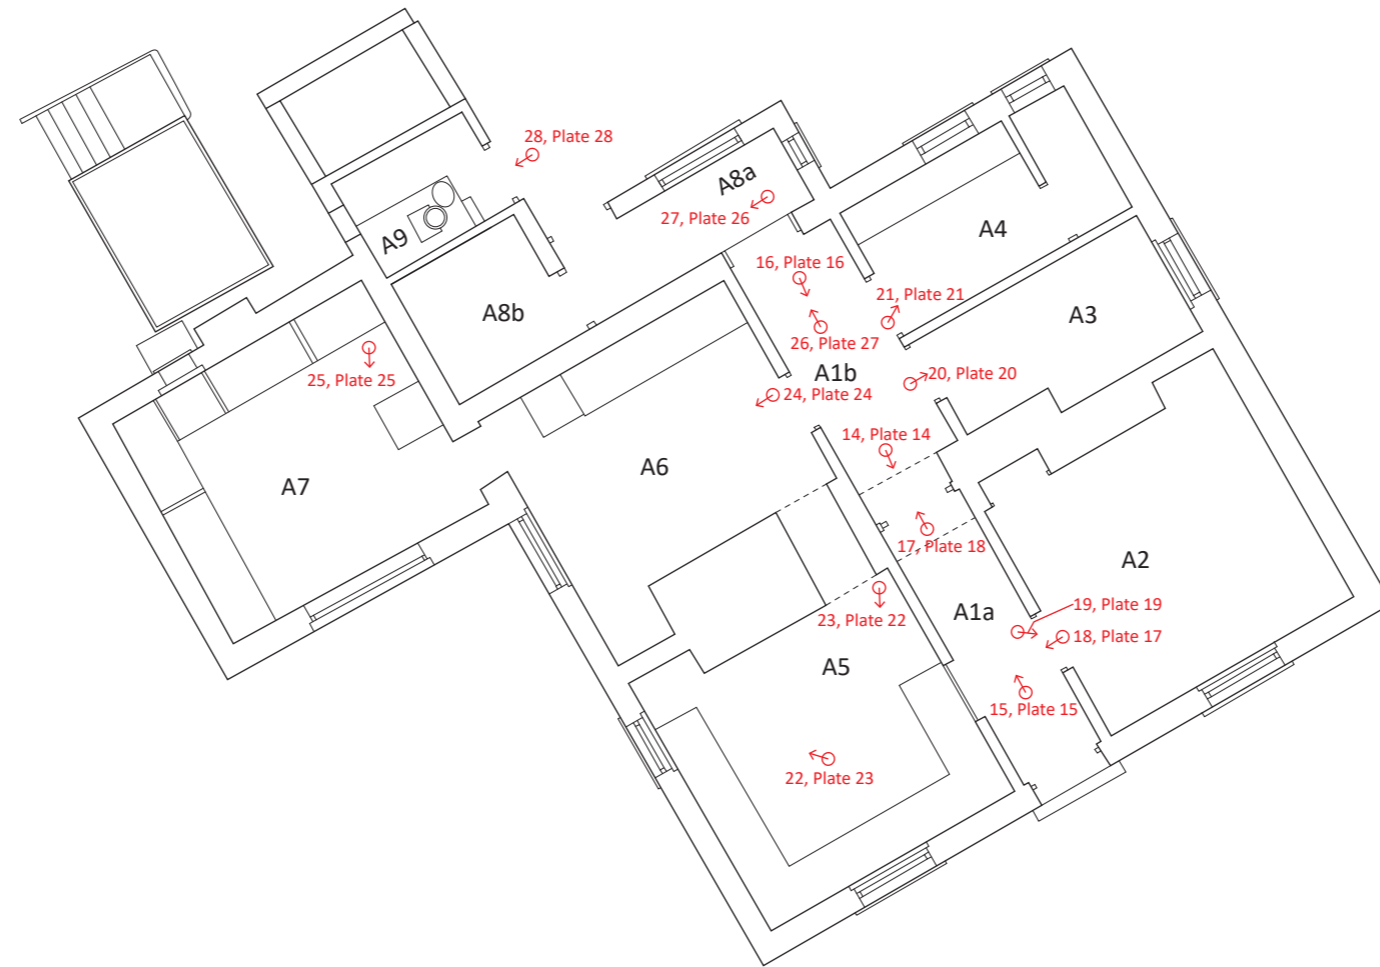 28, Plate 28
A8a
27, Plate 26
A9
A4
16, Plate 16
21, Plate 21
A8b
A3
26, Plate 27
25, Plate 25
A1b
20, Plate 20
24, Plate 24
14, Plate 14
A6
A7
17, Plate 18
A2
19, Plate 19
A1a
23, Plate 22
18, Plate 17
A5
15, Plate 15
22, Plate 23